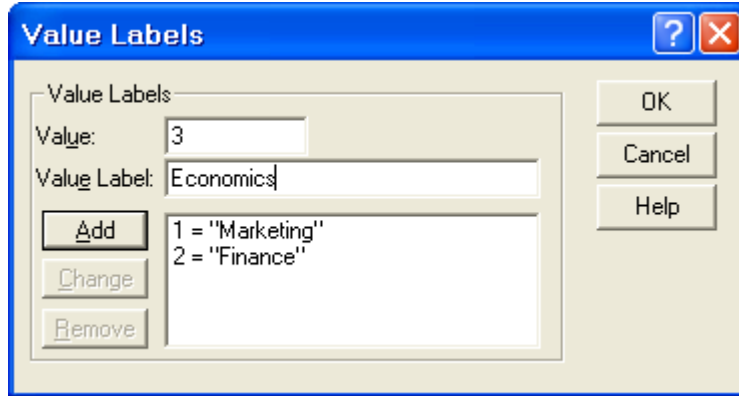 Value Labels
?
Value Labels
Value: 3
Value Label: Economics
Add
Change
Remove
1 = "Marketing"
2 = "Finance"
OK
Cancel
Help